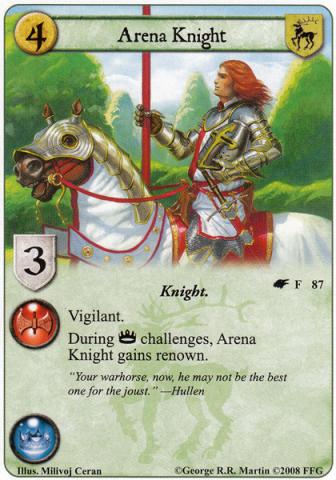 4
Arena Knight
3
Knight.
F 87
Vigilant.
During challenges, Arena
Knight gains renown.
"Your warhorse, now, he may not be the best
one for the joust." —Hullen
Illus. Milivoj Ceran
©George R.R. Martin ©2008 FFG